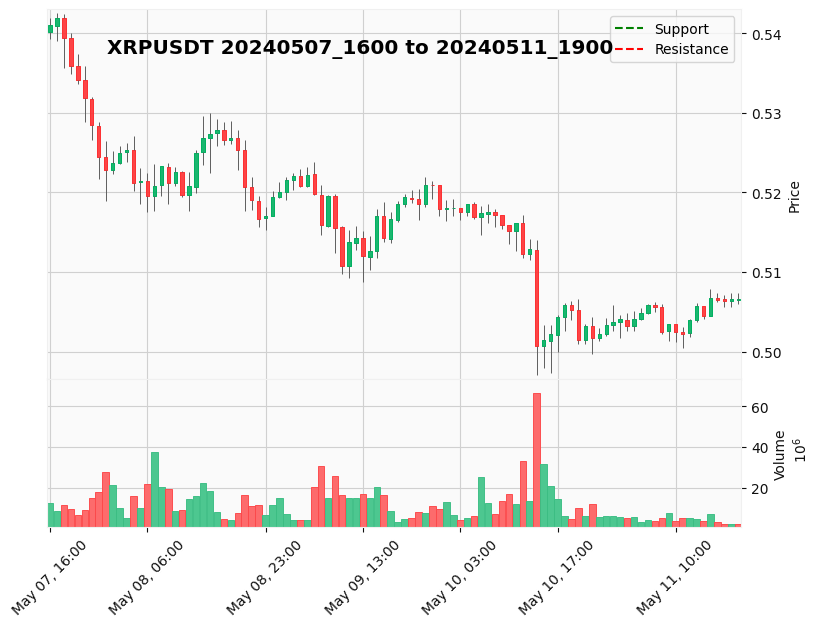 XRPUSDT 20240507_1600 to 20240511_1900
Support
Resistance
0.54
0.53
0.52
0.51
0.50
Price
60
40
20
Volume
10^6
May 07, 16:00
May 08, 06:00
May 08, 23:00
May 09, 13:00
May 10, 03:00
May 10, 17:00
May 11, 10:00